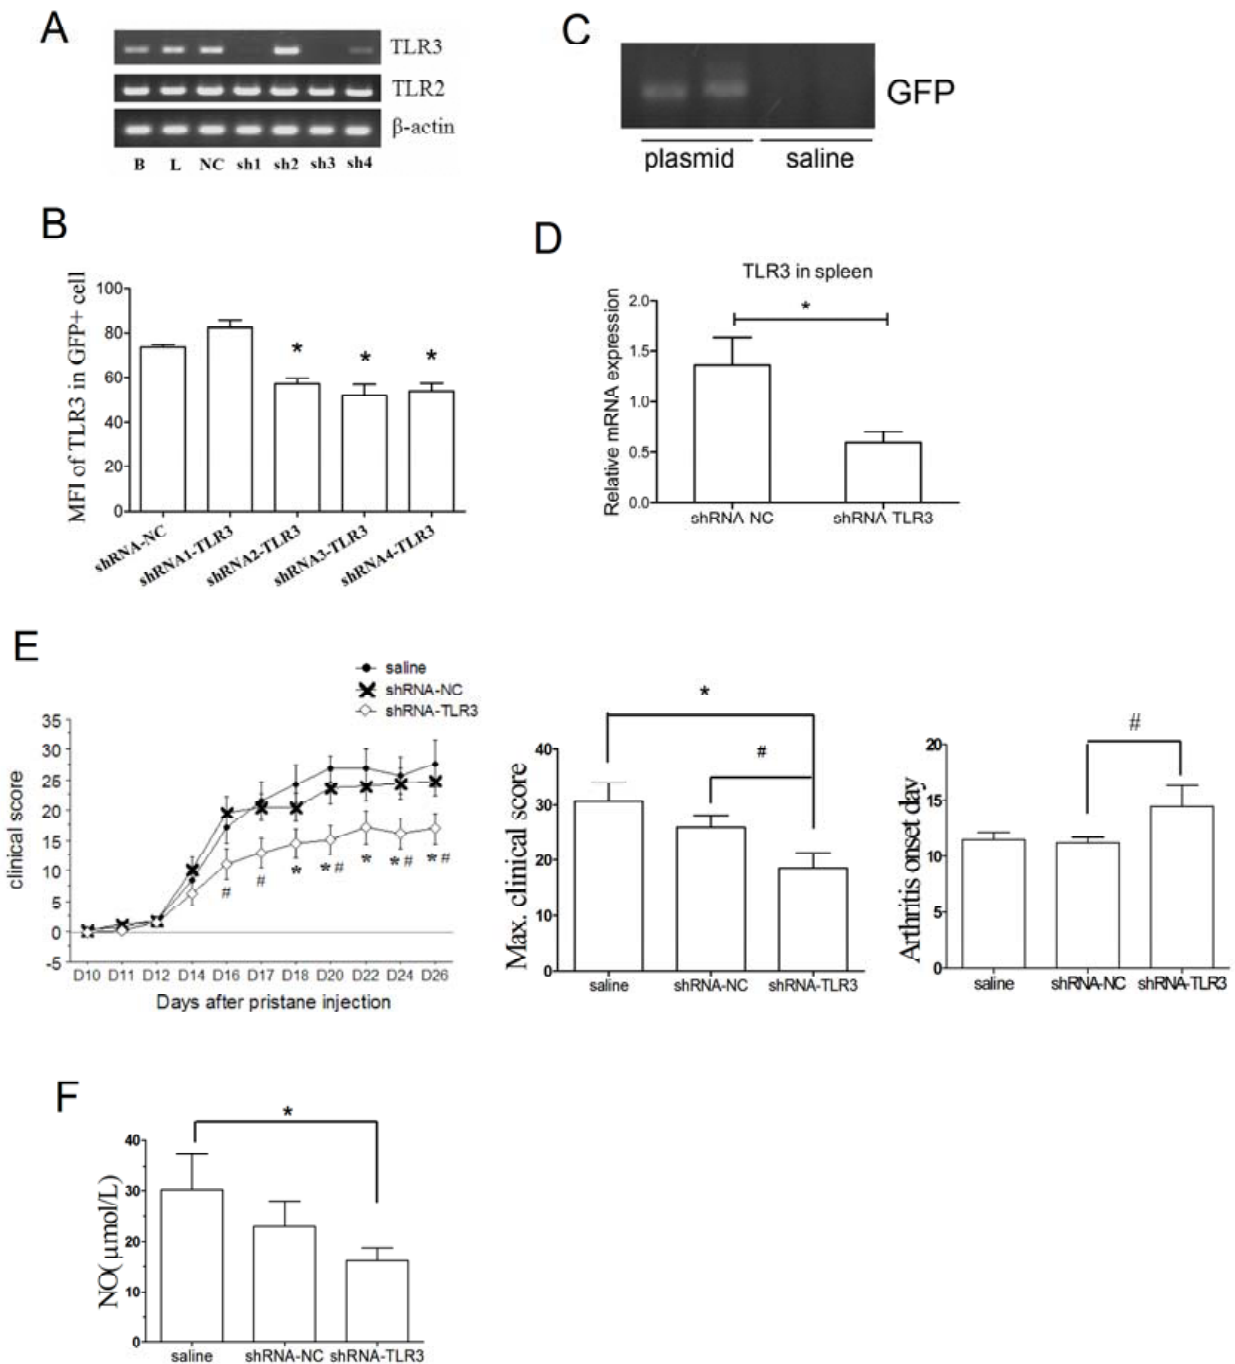 A
TLR3
TLR2
β-actin
B L NC sh1 sh2 sh3 sh4
C
GFP
plasmid saline
B
MFI of TLR3 in GFP+ cell
100
80
60
40
20
0
* * *
shRNA-NC shRNA1-TLR3 shRNA2-TLR3 shRNA3-TLR3 shRNA4-TLR3
D
TLR3 in spleen
Relative mRNA expression
2.0
1.5
1.0
0.5
0.0
*
shRNA NC shRNA TLR3
E
saline
shRNA-NC
shRNA-TLR3
clinical score
35
30
25
20
15
10
5
0
-5
# # * *# * *# *#
D10 D11 D12 D14 D16 D17 D18 D20 D22 D24 D26
Days after pristane injection
*
#
Max. clinical score
40
30
20
10
0
saline shRNA-NC shRNA-TLR3
#
Arthritis onset day
20
15
10
5
0
saline shRNA-NC shRNA-TLR3
F
*
NO(μmol/L)
40
30
20
10
0
saline shRNA-NC shRNA-TLR3